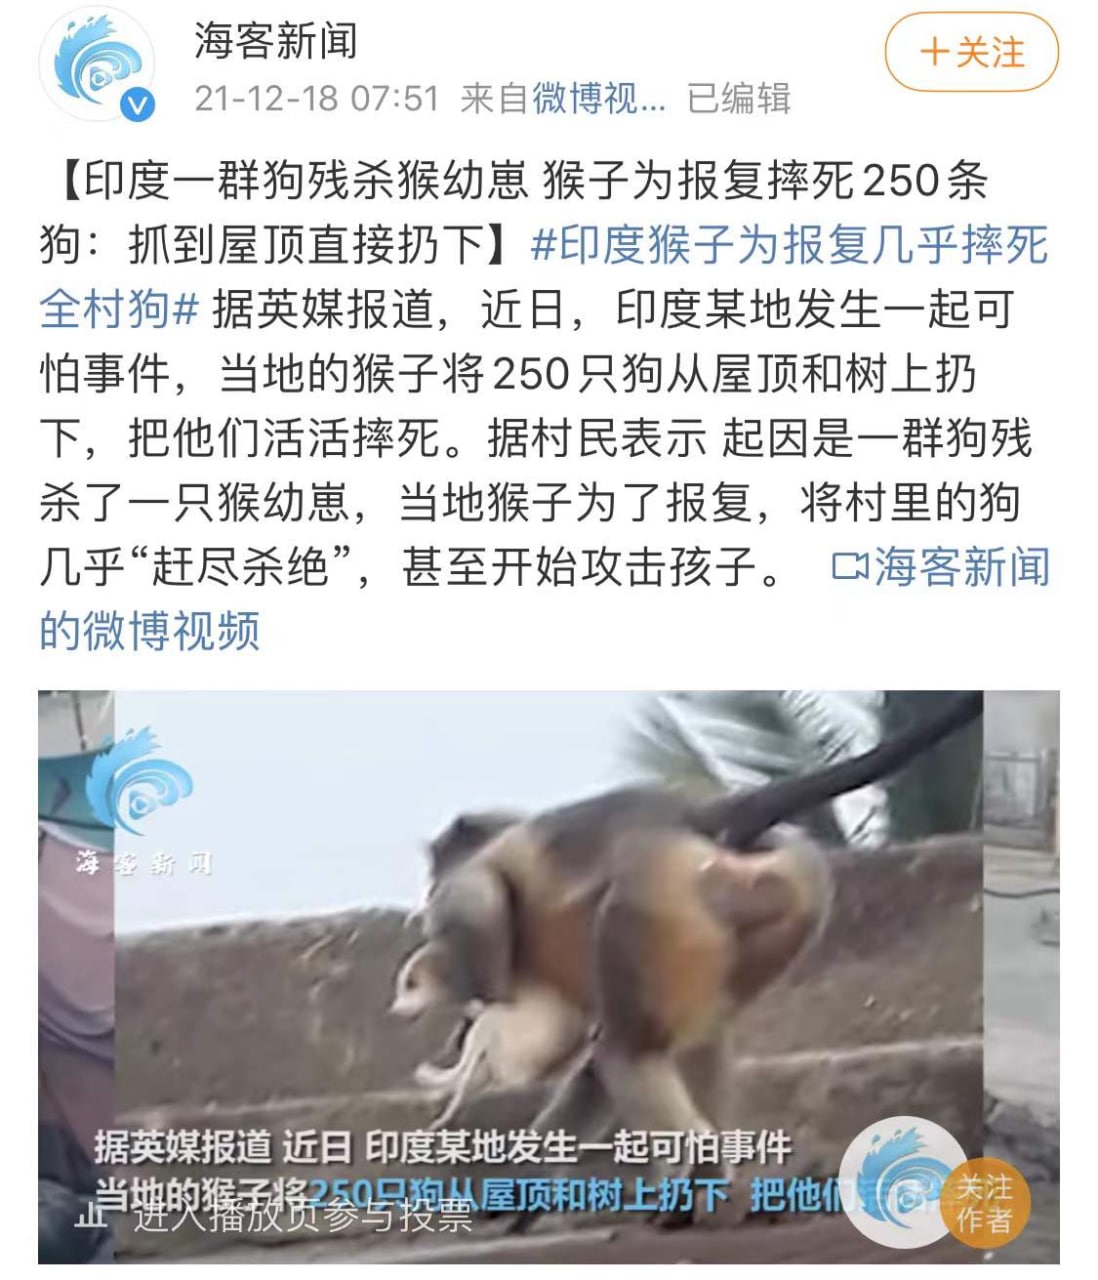 海客新闻
+关注
21-12-18 07:51 来自微博视... 已编辑
【印度一群狗残杀猴幼崽 猴子为报复摔死250条
狗：抓到屋顶直接扔下】#印度猴子为报复几乎摔死
全村狗# 据英媒报道，近日，印度某地发生一起可
怕事件，当地的猴子将250只狗从屋顶和树上扔
下，把他们活活摔死。据村民表示 起因是一群狗残
杀了一只猴幼崽，当地猴子为了报复，将村里的狗
几乎“赶尽杀绝”，甚至开始攻击孩子。 海客新闻
的微博视频
海客新闻
据英媒报道 近日 印度某地发生一起可怕事件
当地的猴子将250只狗从屋顶和树上扔下 把他们
进入播放页参与投票
关注
作者